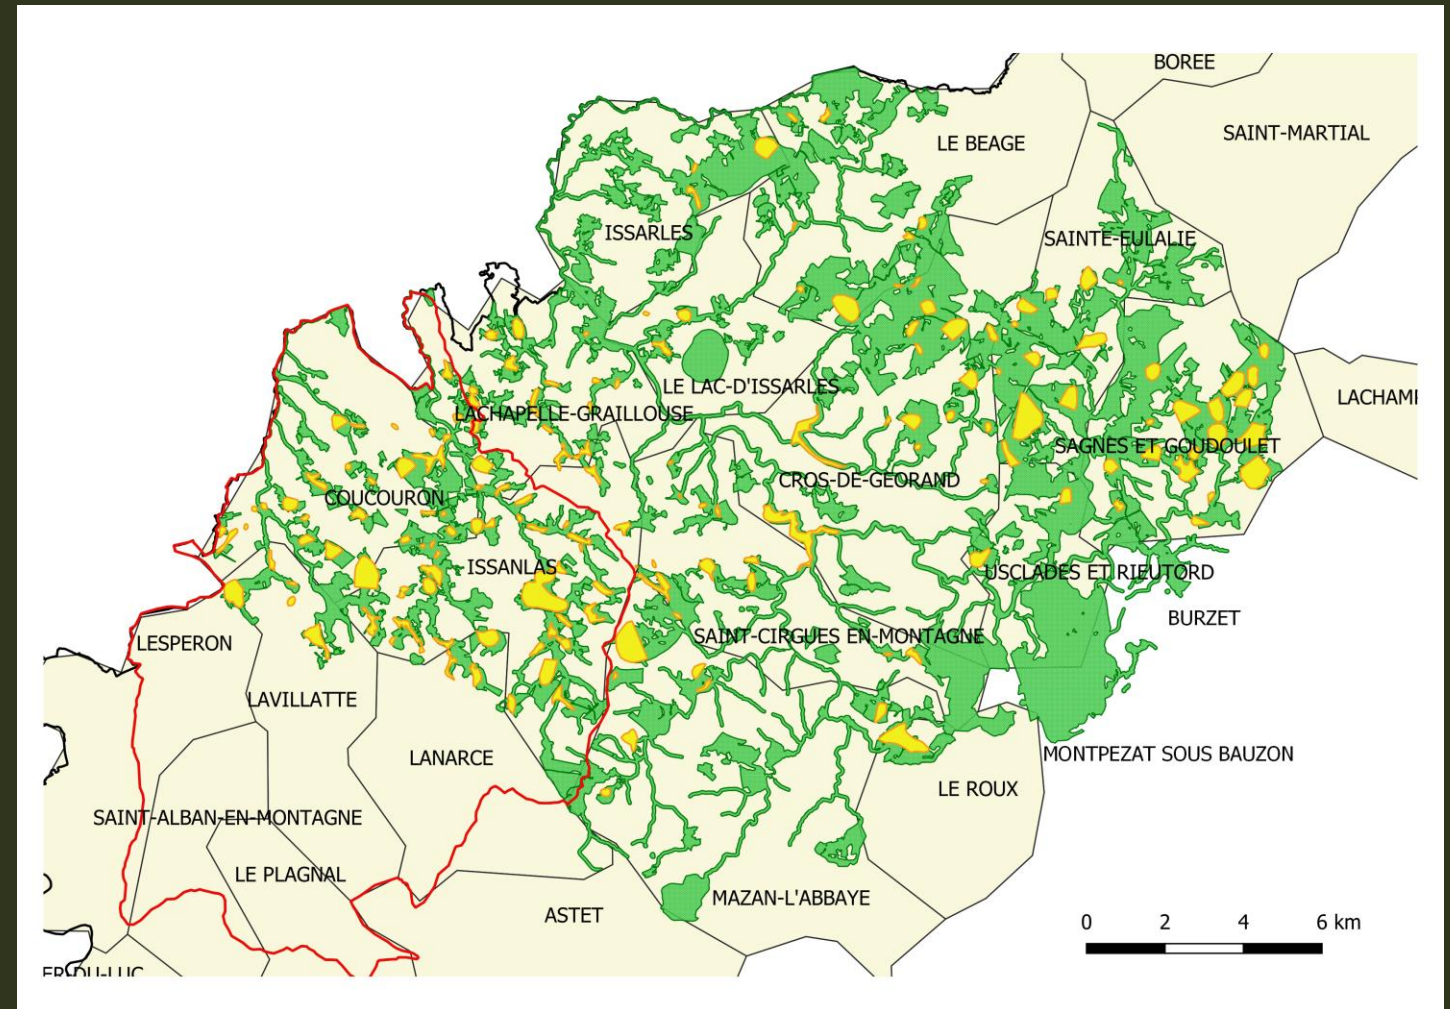 BOREE
SAINT-MARTIAL
LE BEAGE
ISSARLES
SAINTE-EULALIE
LE LAC-D'ISSARLES
LACHAPELLE-GRAILLOUSE
SAGNES ET GOUDOULET
CROS-DE-GEORAND
COUCOURON
ISSANLAS
USCLADES ET RIEUTORD
BURZET
SAINT-CIRGUES EN-MONTAGNE
LESPERON
LAVILLATTE
LANARCE
MONTPEZAT SOUS BAUZON
LE ROUX
SAINT-ALBAN-EN-MONTAGNE
LE PLAGNAL
MAZAN-L'ABBAYE
ASTET
0 2 4 6 km